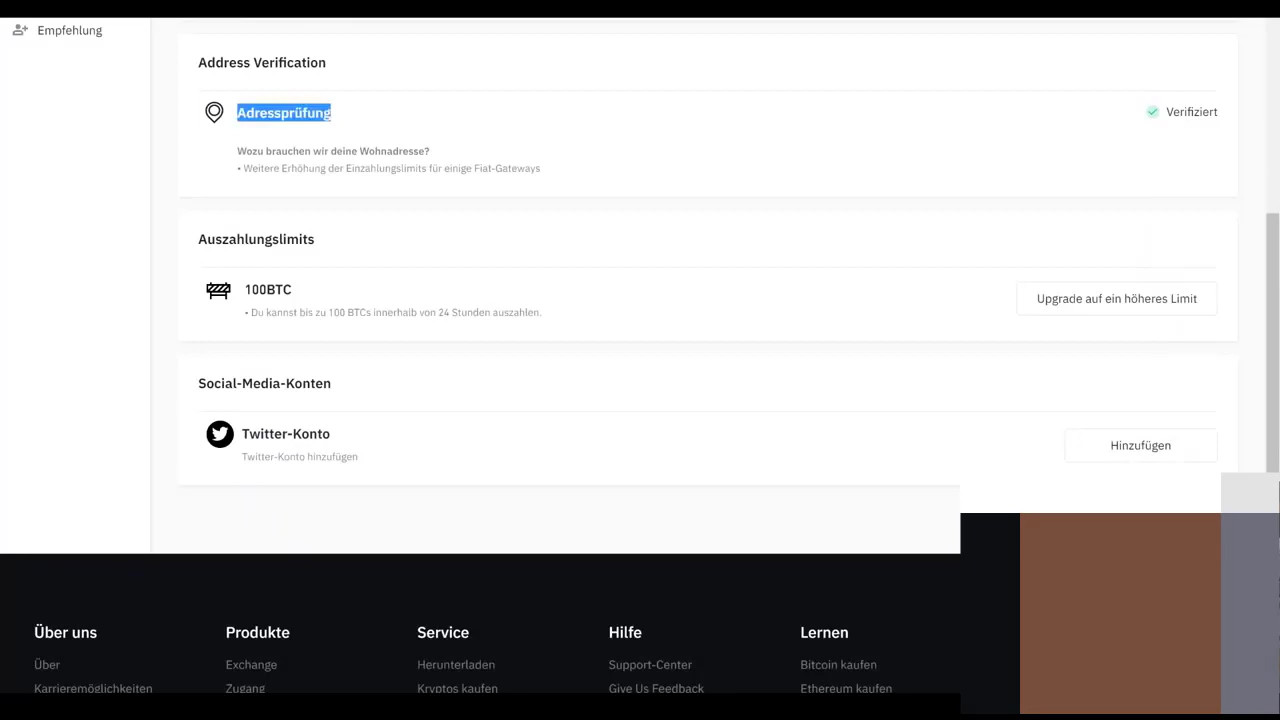 Empfehlung
Address Verification
Adressprüfung
Verifiziert
Wozu brauchen wir deine Wohnadresse?
• Weitere Erhöhung der Einzahlungslimits für einige Fiat-Gateways
Auszahlungslimits
100BTC
• Du kannst bis zu 100 BTCs innerhalb von 24 Stunden auszahlen.
Upgrade auf ein höheres Limit
Social-Media-Konten
Twitter-Konto
Twitter-Konto hinzufügen
Hinzufügen
Über uns Produkte Service Hilfe Lernen
Über Exchange Herunterladen Support-Center Bitcoin kaufen
Karrieremöglichkeiten Zugang Kryptos kaufen Give Us Feedback Ethereum kaufen